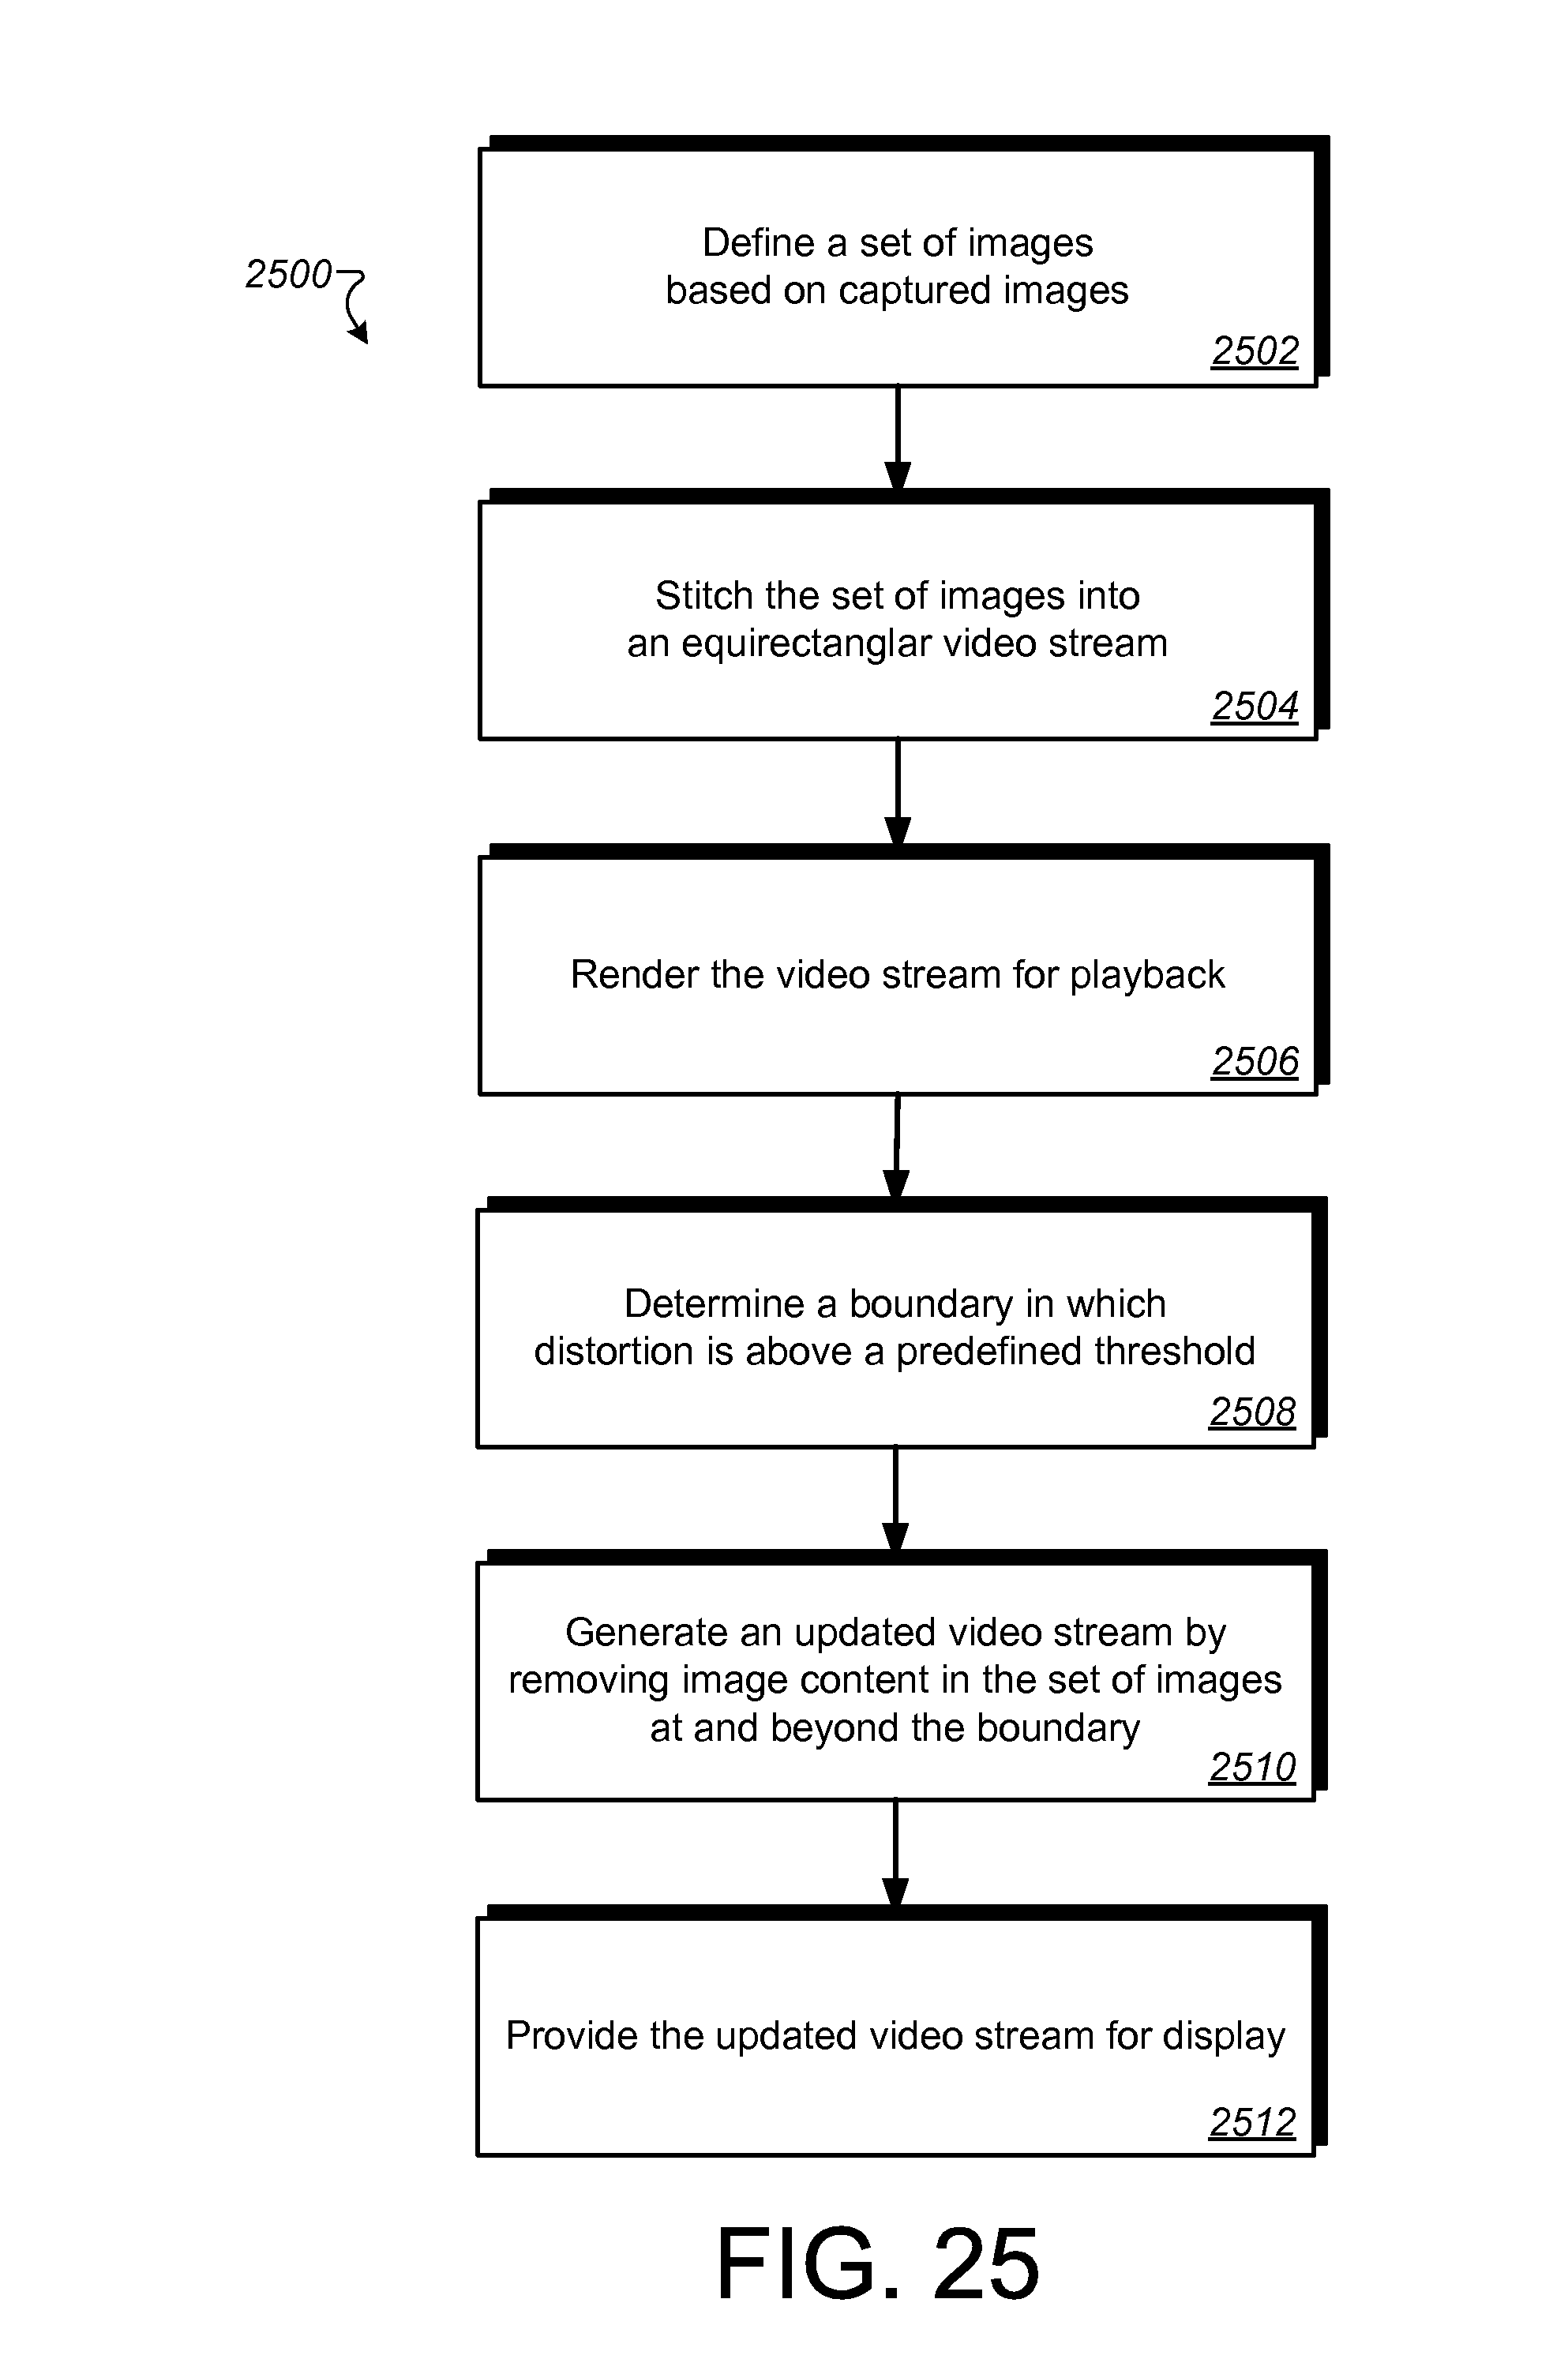 2500
Define a set of images
based on captured images
2502
Stitch the set of images into
an equirectanglar video stream
2504
Render the video stream for playback
2506
Determine a boundary in which
distortion is above a predefined threshold
2508
Generate an updated video stream by
removing image content in the set of images
at and beyond the boundary
2510
Provide the updated video stream for display
2512
FIG. 25